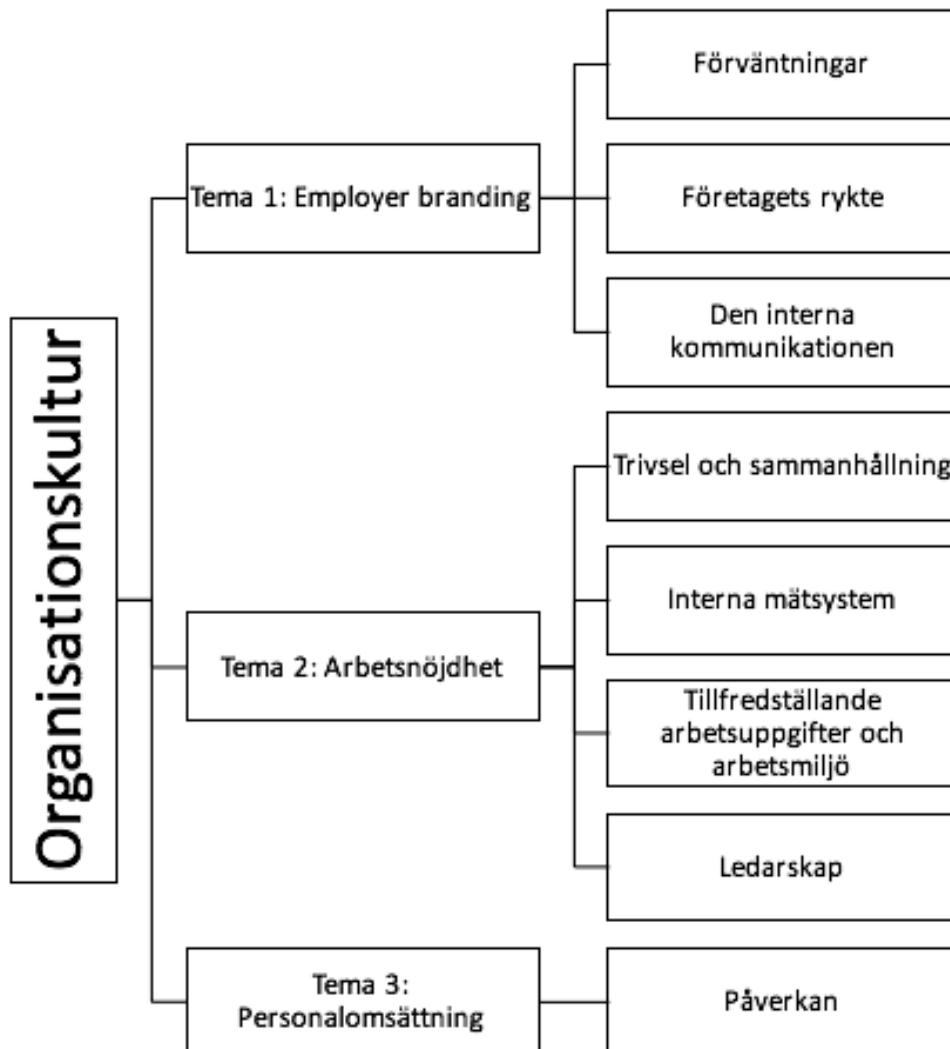 Organisationskultur
Tema 1: Employer branding
Förväntningar
Företagets rykte
Den interna
kommunikationen
Tema 2: Arbetsnöjdhet
Trivsel och sammanhållning
Interna mätsystem
Tillfredställande
arbetsuppgifter och
arbetsmiljö
Ledarskap
Tema 3:
Personalomsättning
Påverkan